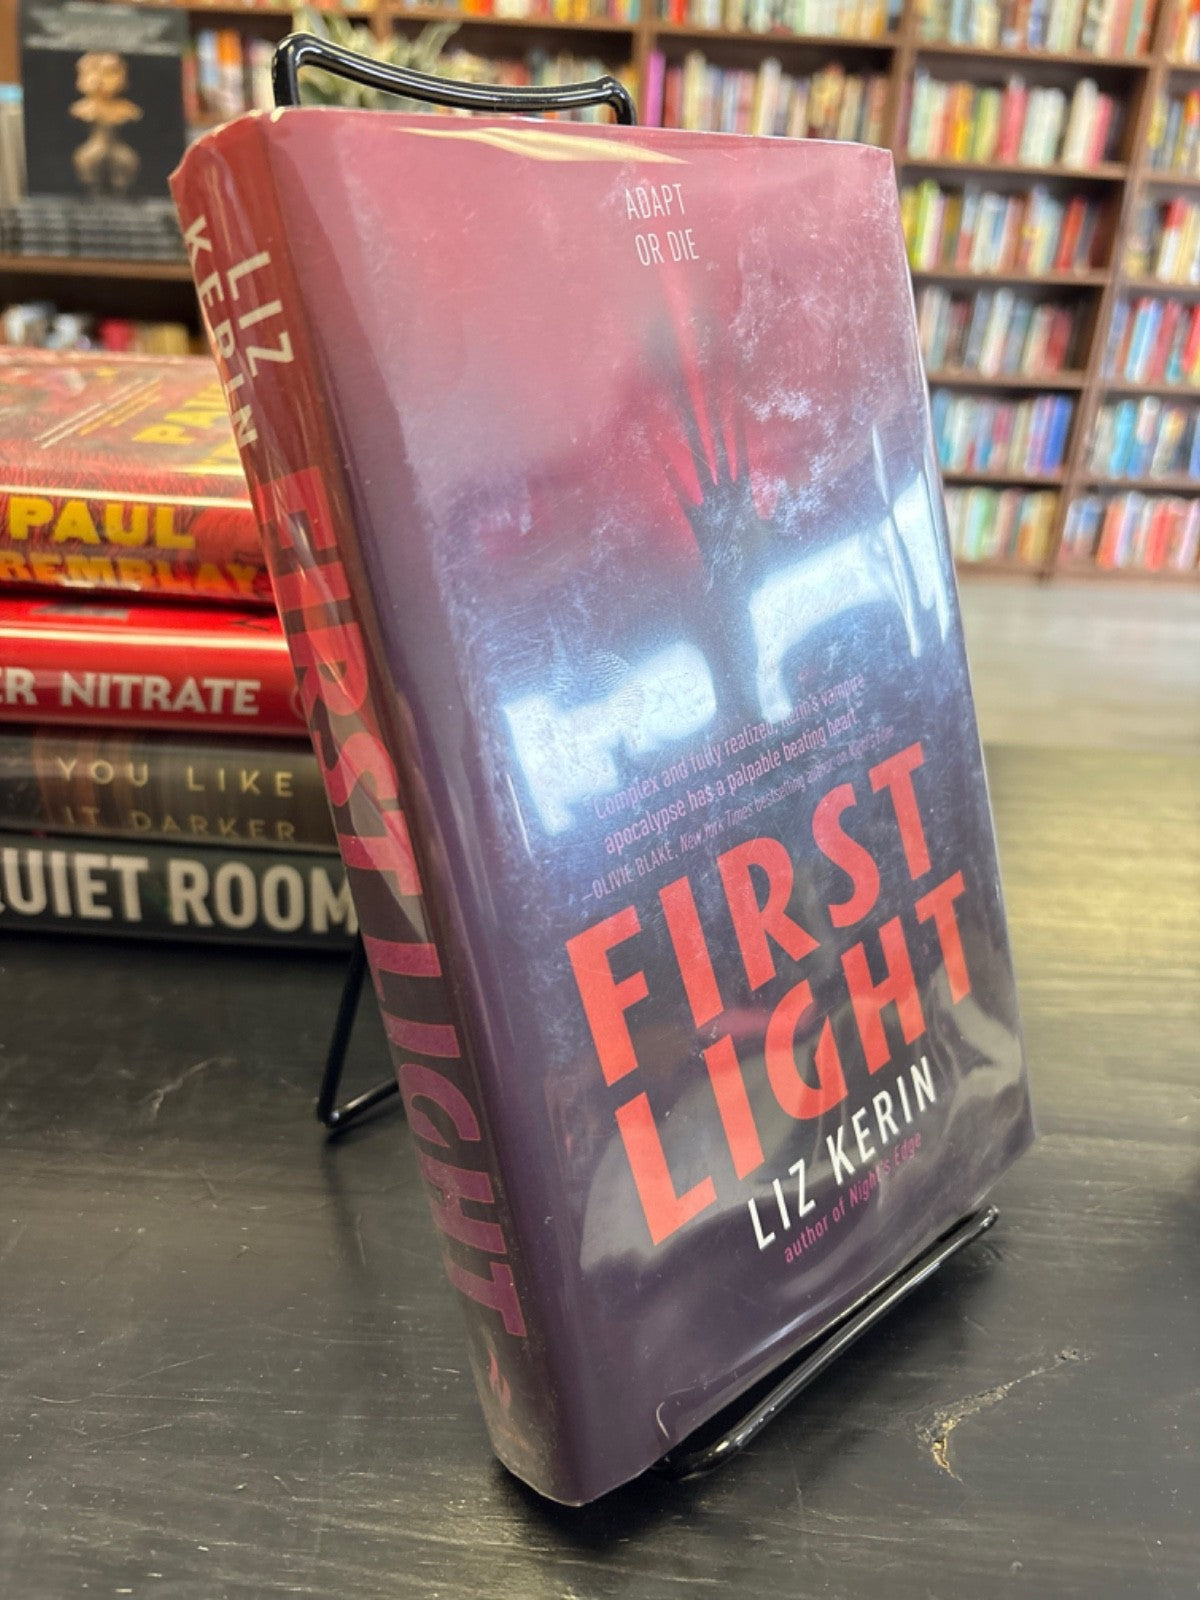 ADAPT
OR DIE
LIZ
KERIN
FIRST LIGHT
"Complex and fully realized, Kerin's vampire
apocalypse has a palpable beating heart."
—OLIVIE BLAKE, New York Times bestselling author
FIRST
LIGHT
LIZ KERIN
author of Night's Edge
PAUL
PAUL
TREMBLAY
ER NITRATE
YOU LIKE
IT DARKER
QUIET ROOM